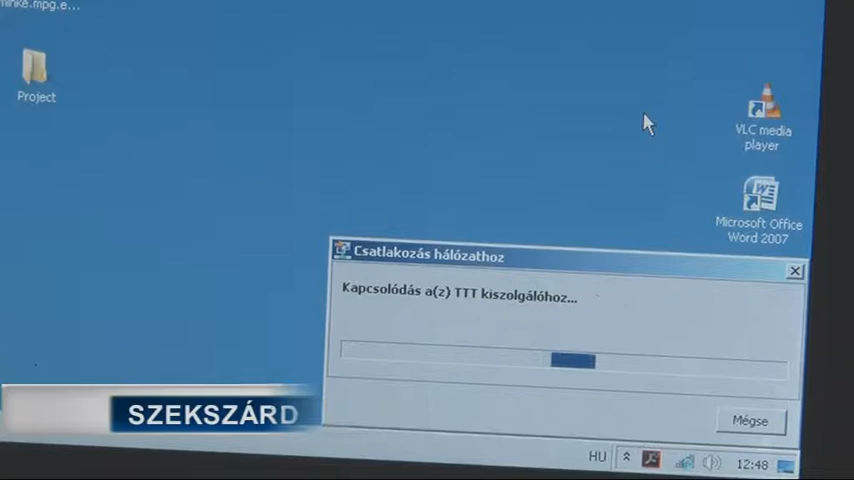 Project
VLC media
player
Microsoft Office
Word 2007
Csatlakozás hálózathoz
Kapcsolódás a(z) TTT kiszolgálóhoz...
SZEKSZÁRD
Mégse
HU
12:48